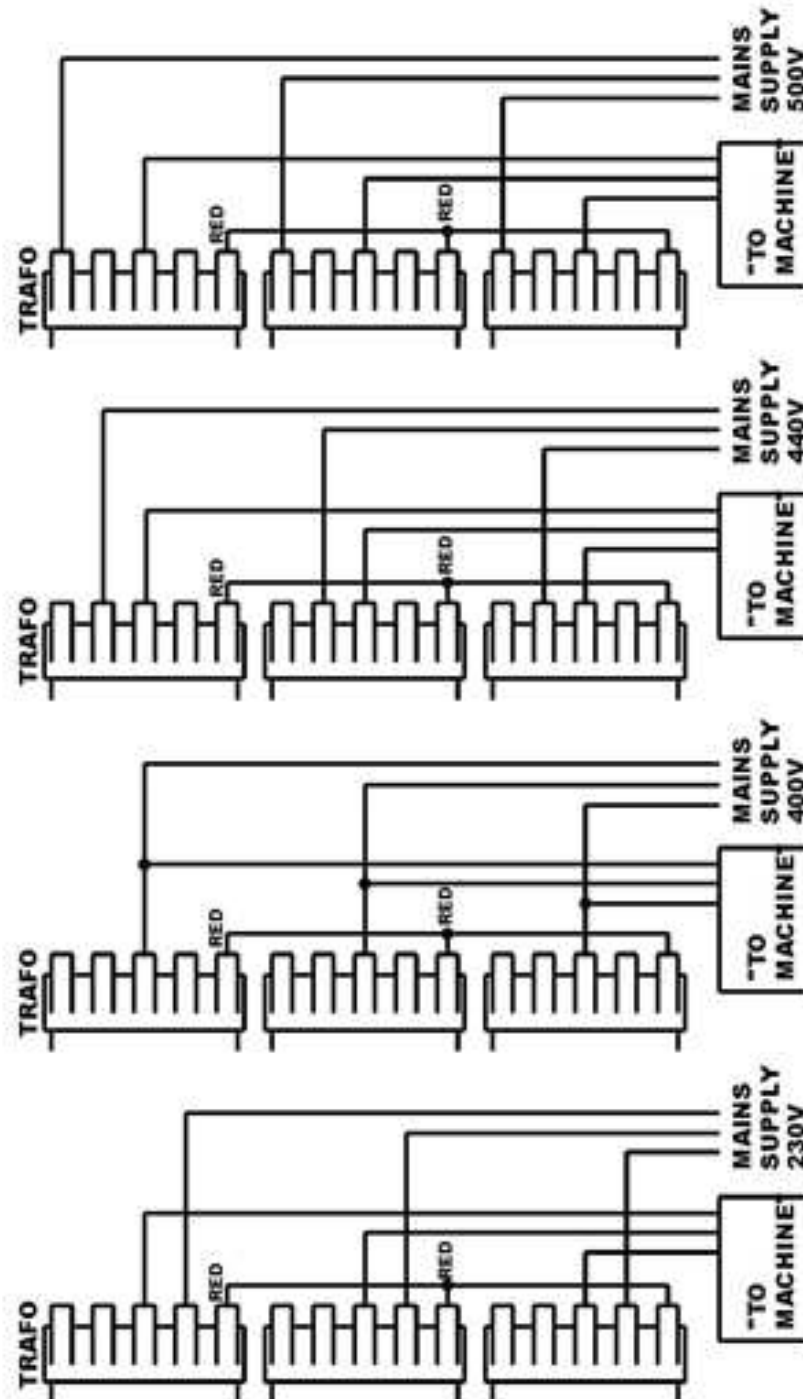 TRAFO
RED
RED
MAINS
SUPPLY
500V
"TO
MACHINE"
TRAFO
RED
RED
MAINS
SUPPLY
440V
"TO
MACHINE"
TRAFO
RED
RED
MAINS
SUPPLY
400V
"TO
MACHINE"
TRAFO
RED
RED
MAINS
SUPPLY
230V
"TO
MACHINE"